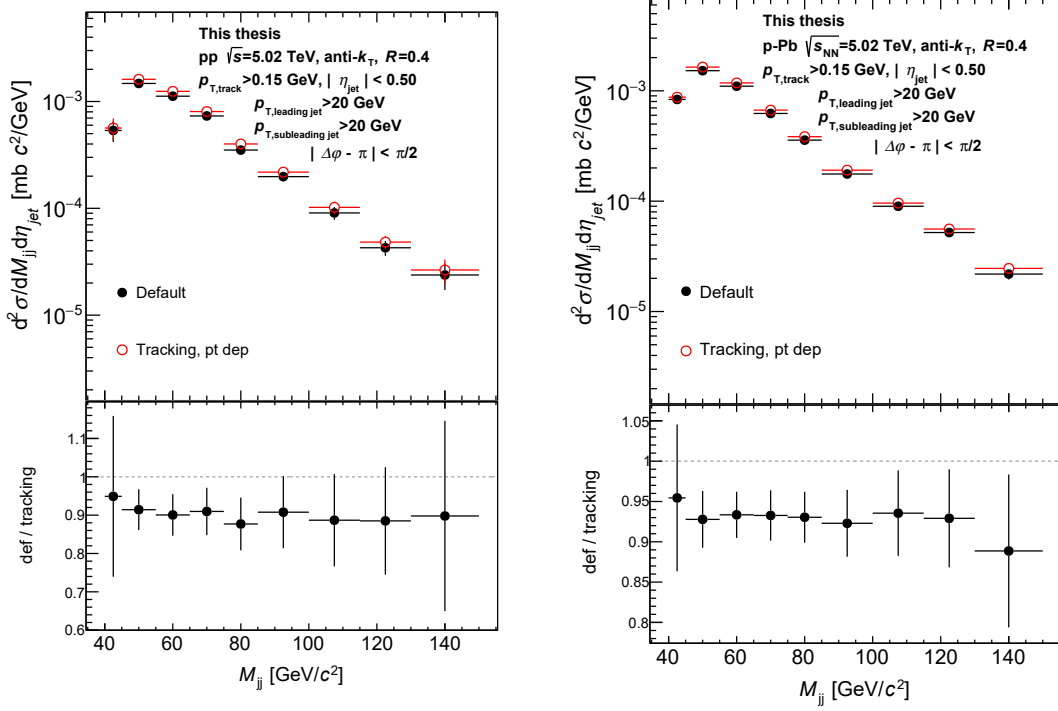 This thesis
pp √s=5.02 TeV, anti-kT, R=0.4
pT,track>0.15 GeV, | ηjet | < 0.50
pT,leading jet>20 GeV
pT,subleading jet>20 GeV
| Δφ - π | < π/2
d²σ/dMjjdηjet [mb c²/GeV]
10⁻³
10⁻⁴
10⁻⁵
Default
Tracking, pt dep
def / tracking
1.1
1
0.9
0.8
0.7
0.6
40 60 80 100 120 140
Mjj [GeV/c²]
This thesis
p-Pb √sNN=5.02 TeV, anti-kT, R=0.4
pT,track>0.15 GeV, | ηjet | < 0.50
pT,leading jet>20 GeV
pT,subleading jet>20 GeV
| Δφ - π | < π/2
d²σ/dMjjdηjet [mb c²/GeV]
10⁻³
10⁻⁴
10⁻⁵
Default
Tracking, pt dep
def / tracking
1.05
1
0.95
0.9
0.85
0.8
40 60 80 100 120 140
Mjj [GeV/c²]